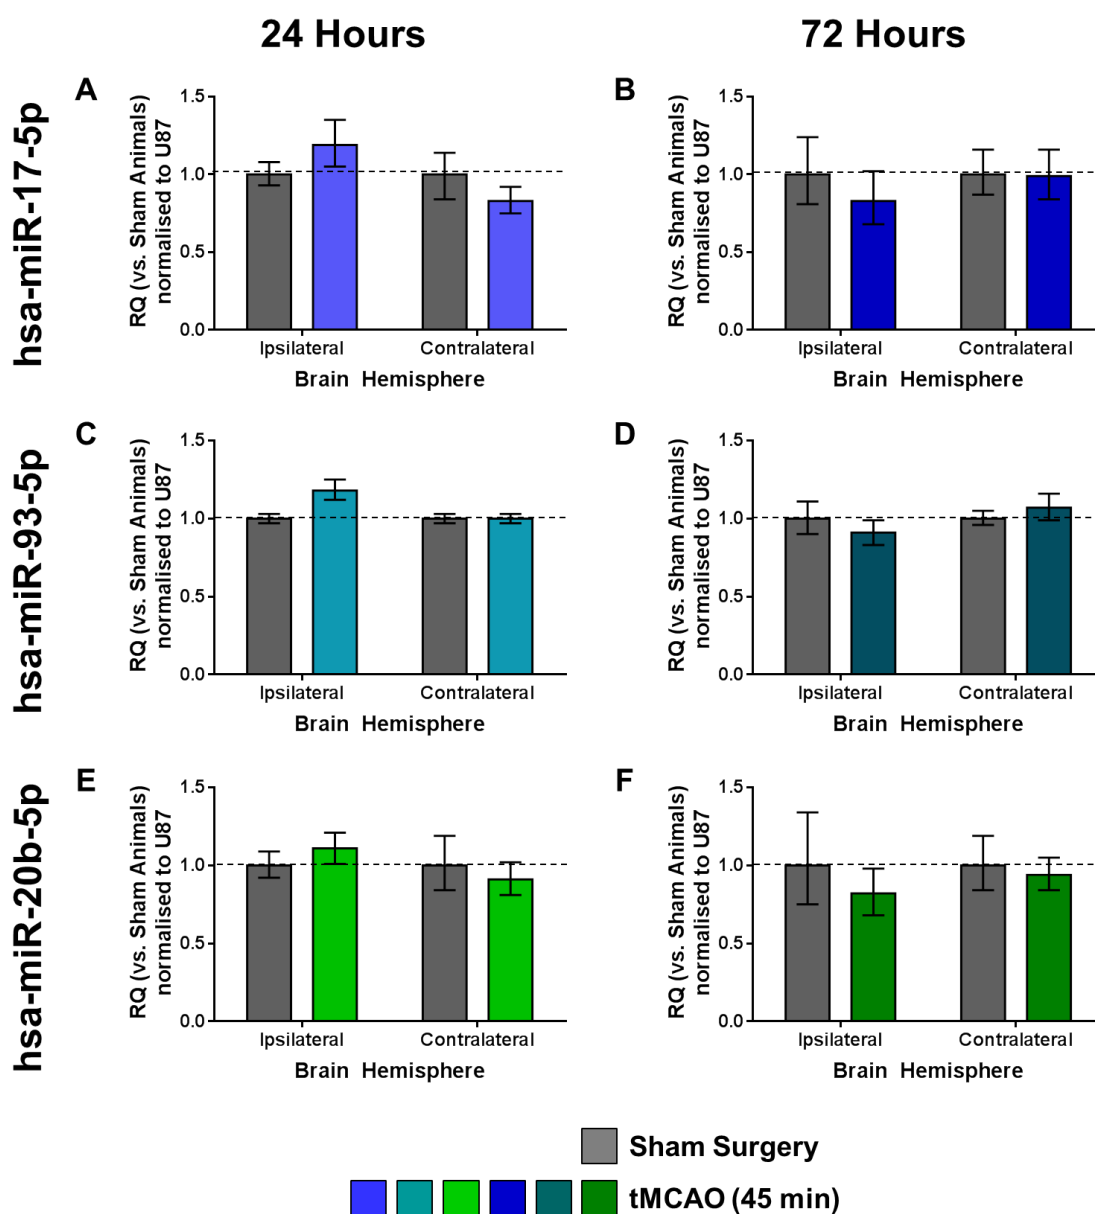 24 Hours
72 Hours
hsa-miR-17-5p
A
RQ (vs. Sham Animals)
normalised to U87
1.5
1.0
0.5
0.0
Ipsilateral
Contralateral
Brain Hemisphere
B
RQ (vs. Sham Animals)
normalised to U87
1.5
1.0
0.5
0.0
Ipsilateral
Contralateral
Brain Hemisphere
hsa-miR-93-5p
C
RQ (vs. Sham Animals)
normalised to U87
1.5
1.0
0.5
0.0
Ipsilateral
Contralateral
Brain Hemisphere
D
RQ (vs. Sham Animals)
normalised to U87
1.5
1.0
0.5
0.0
Ipsilateral
Contralateral
Brain Hemisphere
hsa-miR-20b-5p
E
RQ (vs. Sham Animals)
normalised to U87
1.5
1.0
0.5
0.0
Ipsilateral
Contralateral
Brain Hemisphere
F
RQ (vs. Sham Animals)
normalised to U87
1.5
1.0
0.5
0.0
Ipsilateral
Contralateral
Brain Hemisphere
Sham Surgery
tMCAO (45 min)